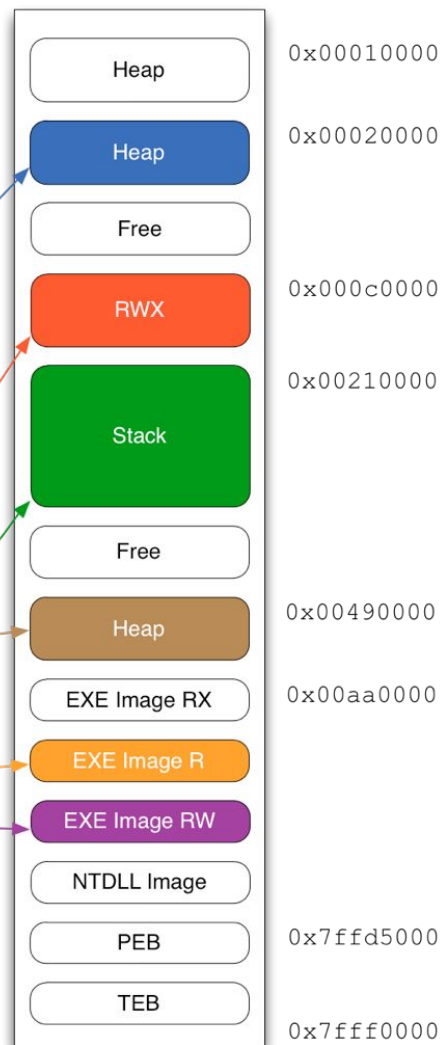 Heap
0x00010000
Heap
0x00020000
Free
RWX
0x000c0000
Stack
0x00210000
Free
Heap
0x00490000
EXE Image RX
0x00aa0000
EXE Image R
EXE Image RW
NTDLL Image
PEB
0x7ffd5000
TEB
0x7fff0000